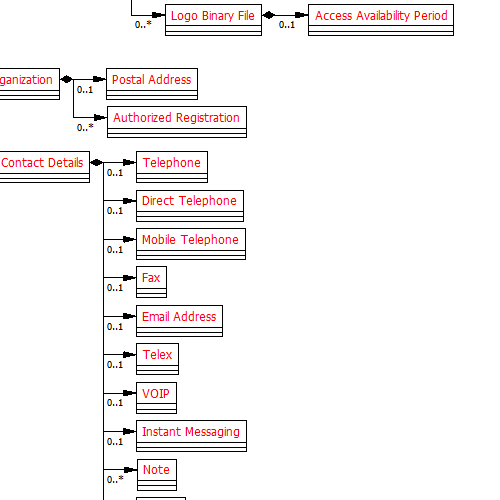 Logo Binary File
Access Availability Period
0..*
0..1
ganization
Postal Address
0..1
Authorized Registration
0..*
Contact Details
Telephone
0..1
Direct Telephone
0..1
Mobile Telephone
0..1
Fax
0..1
Email Address
0..1
Telex
0..1
VOIP
0..1
Instant Messaging
0..1
Note
0..*